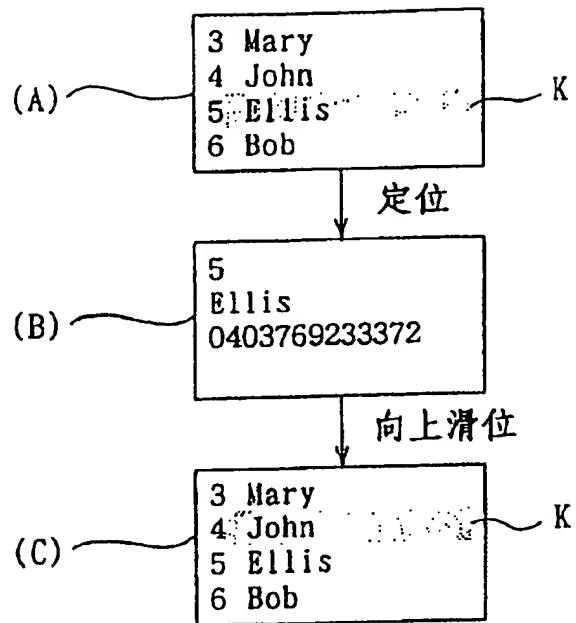 3 Mary
4 John
(A)
5 Ellis
K
6 Bob
定位
5
Ellis
(B)
0403769233372
向上滑位
3 Mary
4 John
K
(C)
5 Ellis
6 Bob